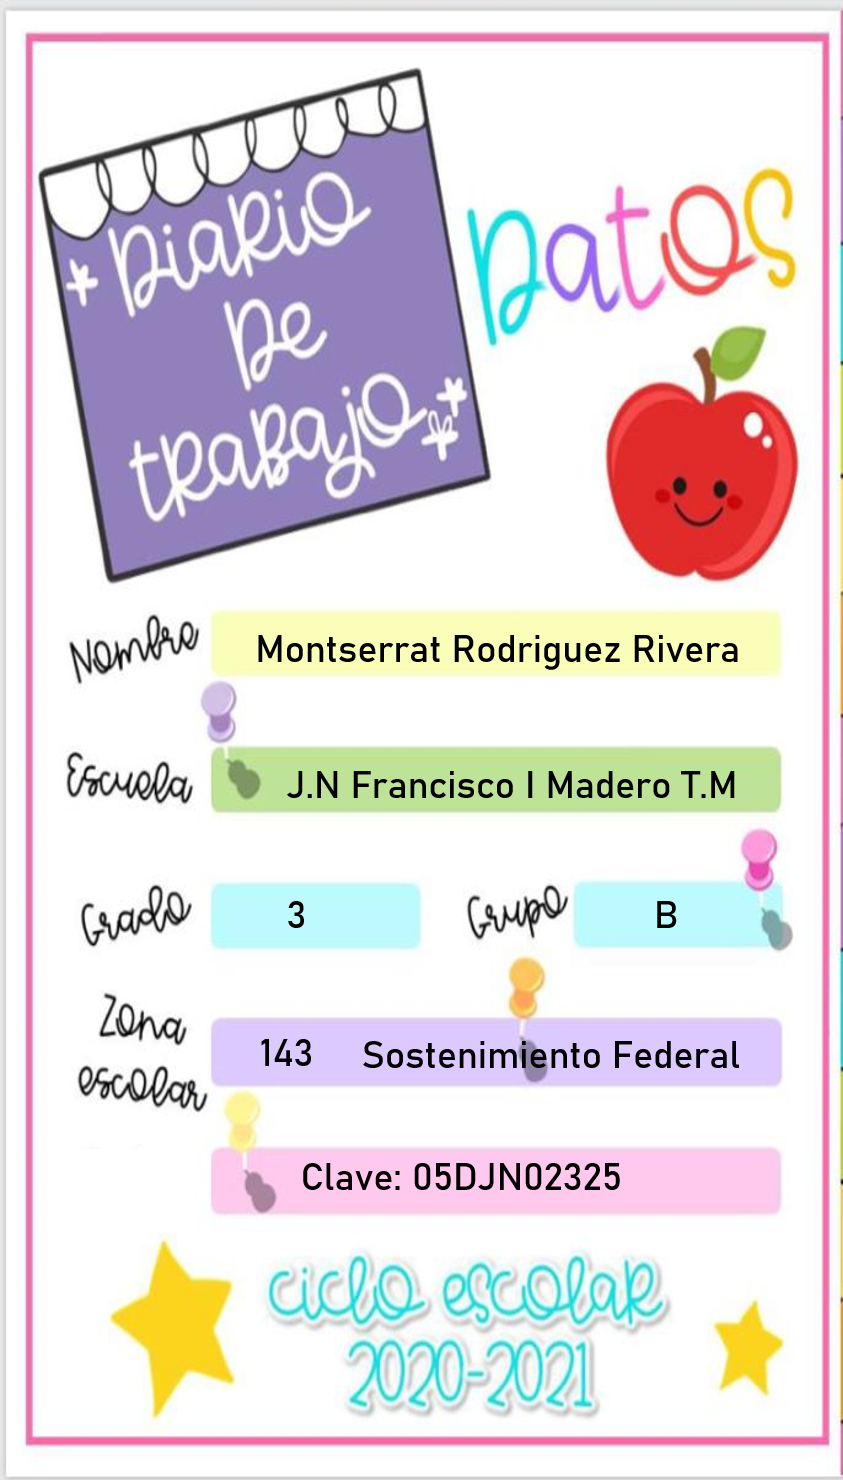 Diario
De
trabajo
Datos
Nombre
Montserrat Rodriguez Rivera
Escuela
J.N Francisco I Madero T.M
Grado
3
Grupo
B
Zona
escolar
143 Sostenimiento Federal
Clave: 05DJN02325
ciclo escolar
2020-2021